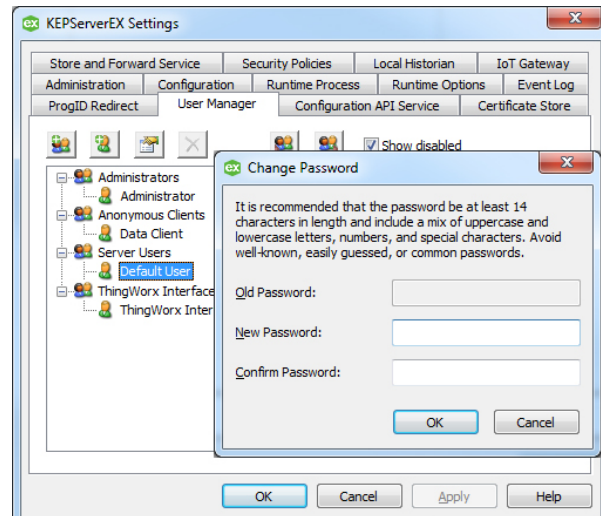 KEPServerEX Settings
Store and Forward Service
Security Policies
Local Historian
IoT Gateway
Administration
Configuration
Runtime Process
Runtime Options
Event Log
ProgID Redirect
User Manager
Configuration API Service
Certificate Store
Show disabled
Administrators
Administrator
Anonymous Clients
Data Client
Server Users
Default User
ThingWorx Interface
ThingWorx Inter
Change Password
It is recommended that the password be at least 14
characters in length and include a mix of uppercase and
lowercase letters, numbers, and special characters. Avoid
well-known, easily guessed, or common passwords.
Old Password:
New Password:
Confirm Password:
OK
Cancel
OK
Cancel
Apply
Help